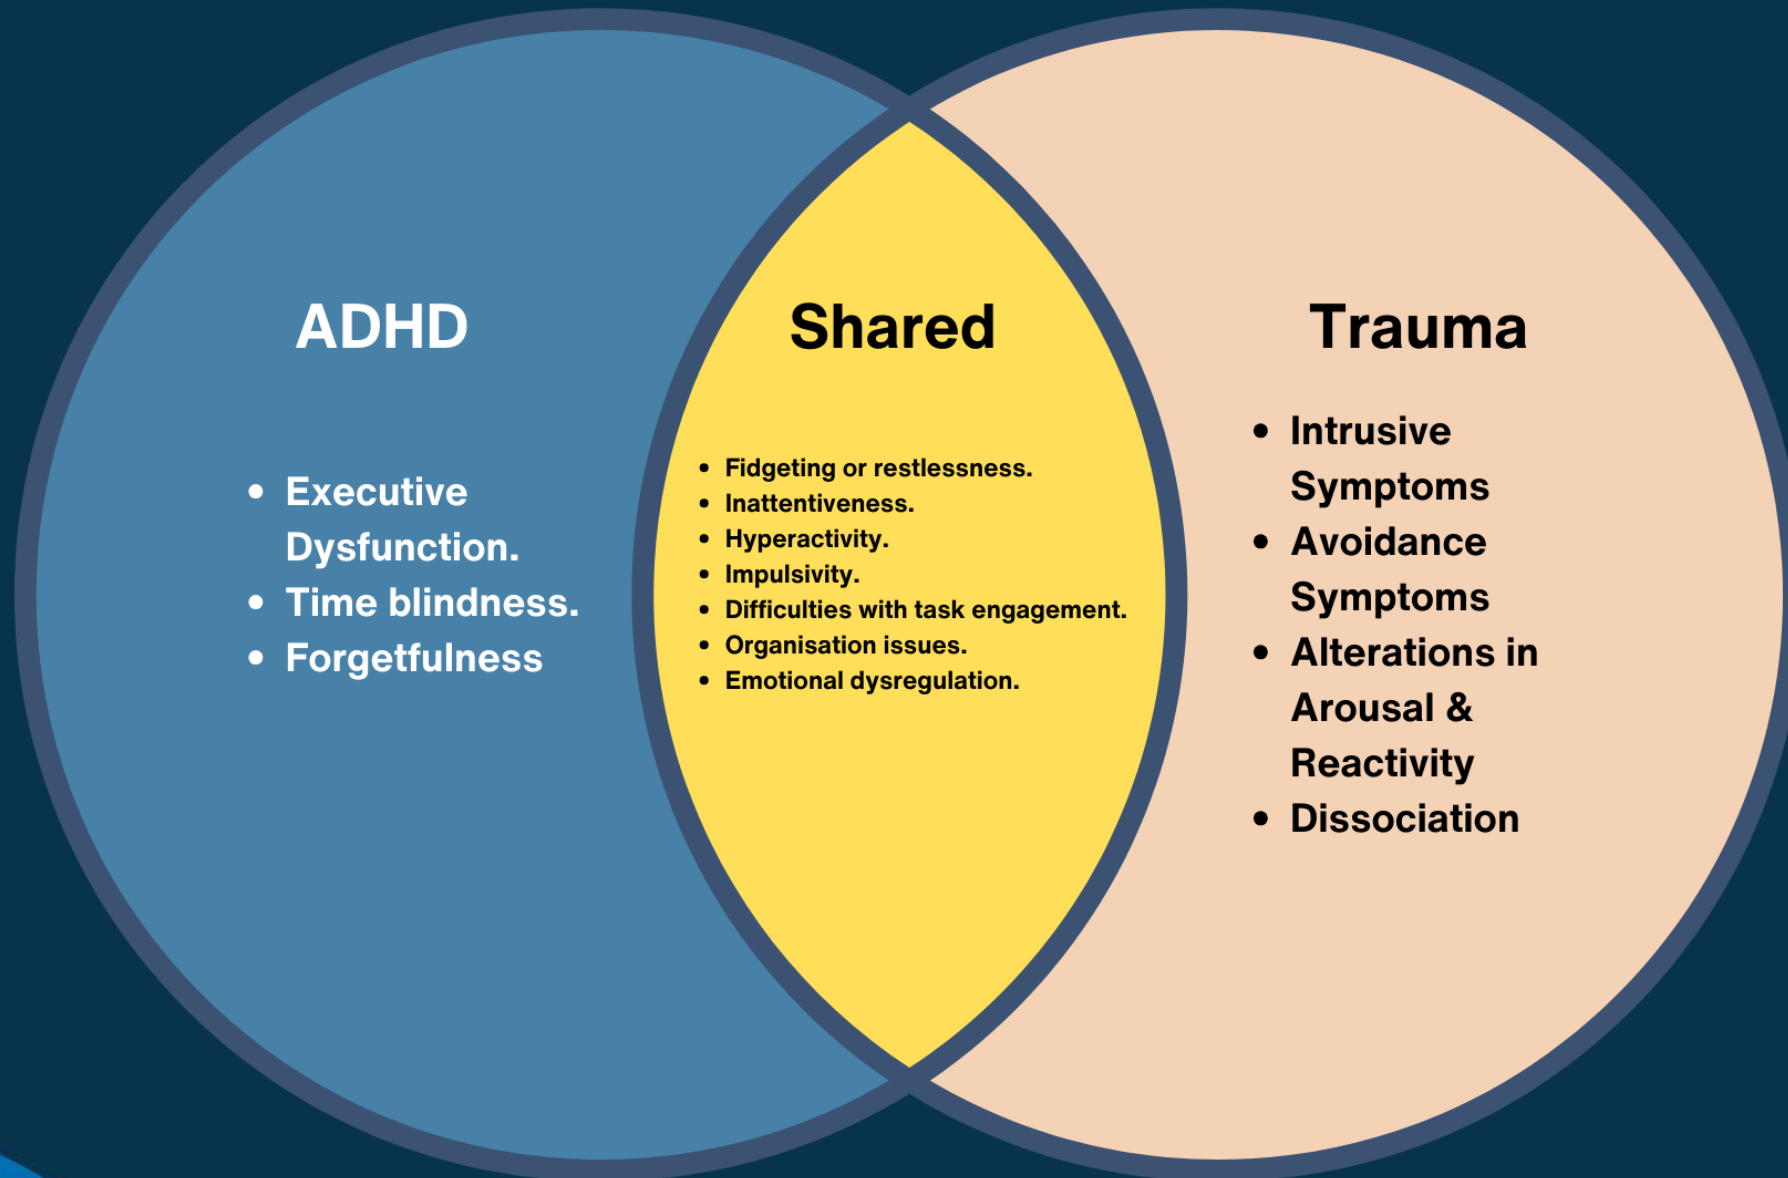 ADHD
• Executive
Dysfunction.
• Time blindness.
• Forgetfulness
Shared
• Fidgeting or restlessness.
• Inattentiveness.
• Hyperactivity.
• Impulsivity.
• Difficulties with task engagement.
• Organisation issues.
• Emotional dysregulation.
Trauma
• Intrusive
Symptoms
• Avoidance
Symptoms
• Alterations in
Arousal &
Reactivity
• Dissociation